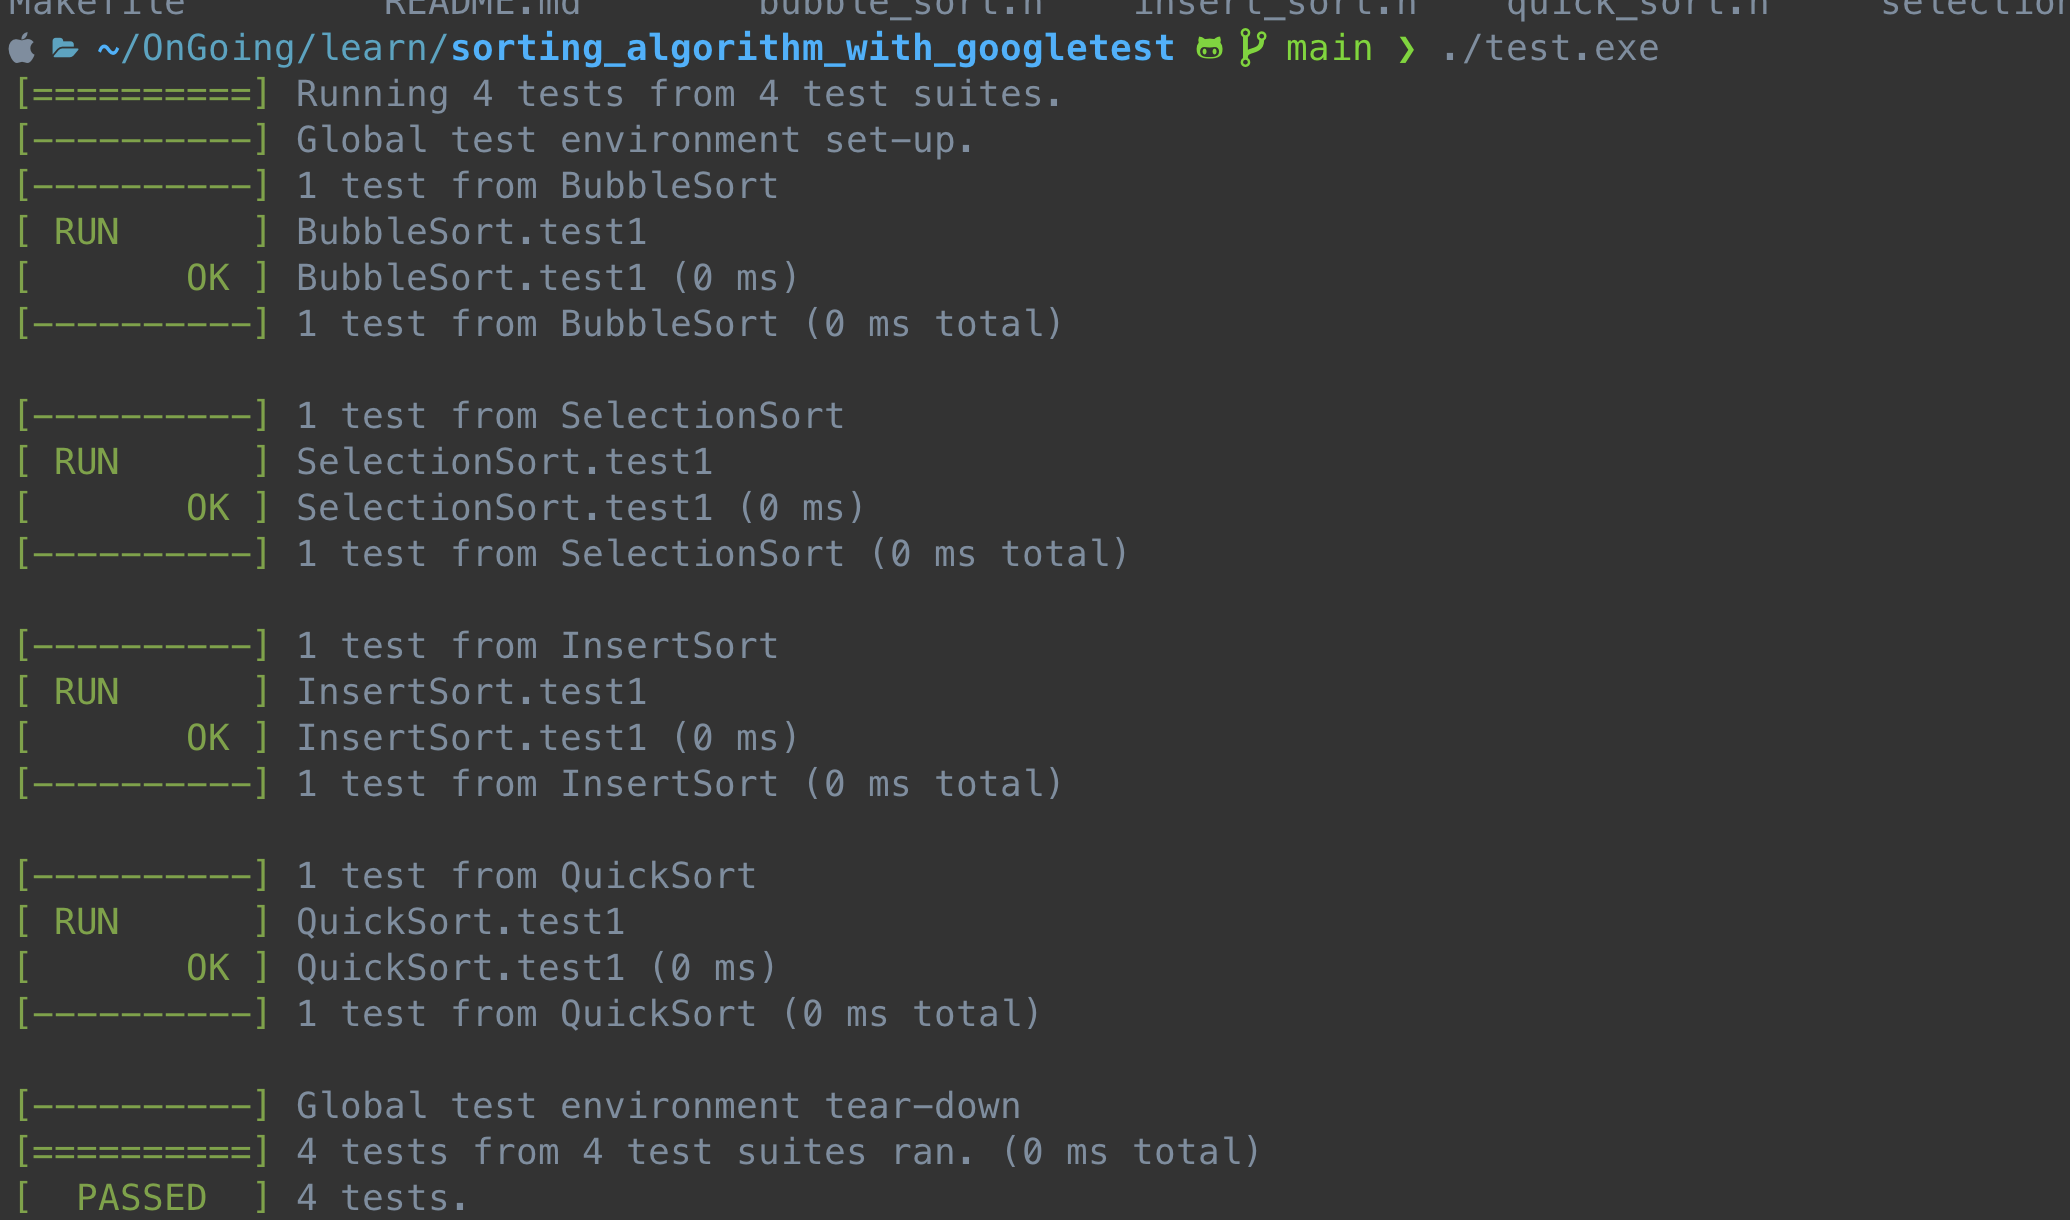 Makefile README.md bubble_sort.h insert_sort.h quick_sort.h selection
~/OnGoing/learn/sorting_algorithm_with_googletest main ❯ ./test.exe
[==========] Running 4 tests from 4 test suites.
[----------] Global test environment set-up.
[----------] 1 test from BubbleSort
[ RUN      ] BubbleSort.test1
[       OK ] BubbleSort.test1 (0 ms)
[----------] 1 test from BubbleSort (0 ms total)
[----------] 1 test from SelectionSort
[ RUN      ] SelectionSort.test1
[       OK ] SelectionSort.test1 (0 ms)
[----------] 1 test from SelectionSort (0 ms total)
[----------] 1 test from InsertSort
[ RUN      ] InsertSort.test1
[       OK ] InsertSort.test1 (0 ms)
[----------] 1 test from InsertSort (0 ms total)
[----------] 1 test from QuickSort
[ RUN      ] QuickSort.test1
[       OK ] QuickSort.test1 (0 ms)
[----------] 1 test from QuickSort (0 ms total)
[----------] Global test environment tear-down
[==========] 4 tests from 4 test suites ran. (0 ms total)
[  PASSED  ] 4 tests.